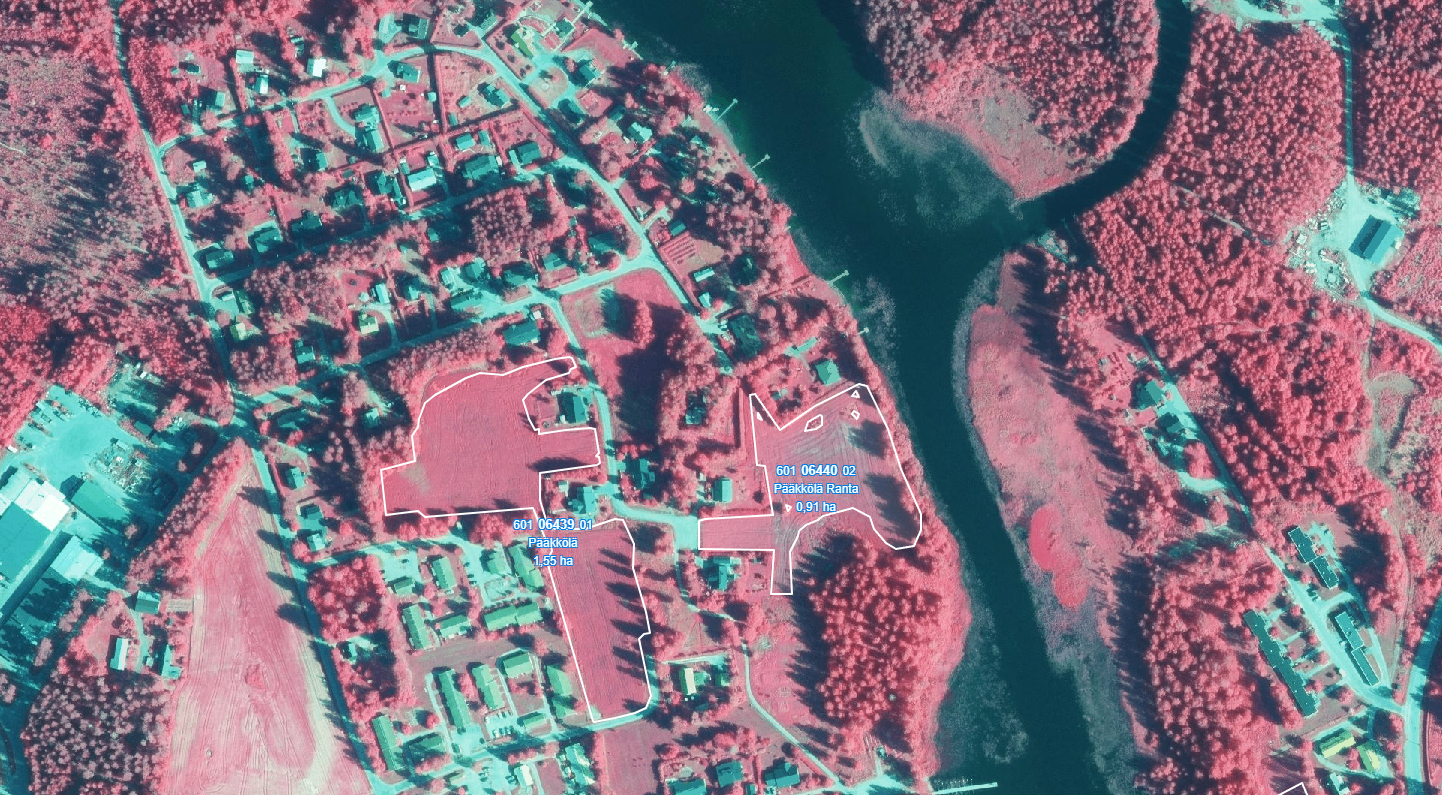 601 06440 02
Pääkkölä Ranta
0,91 ha
601 06439 01
Pääkkölä
1,55 ha